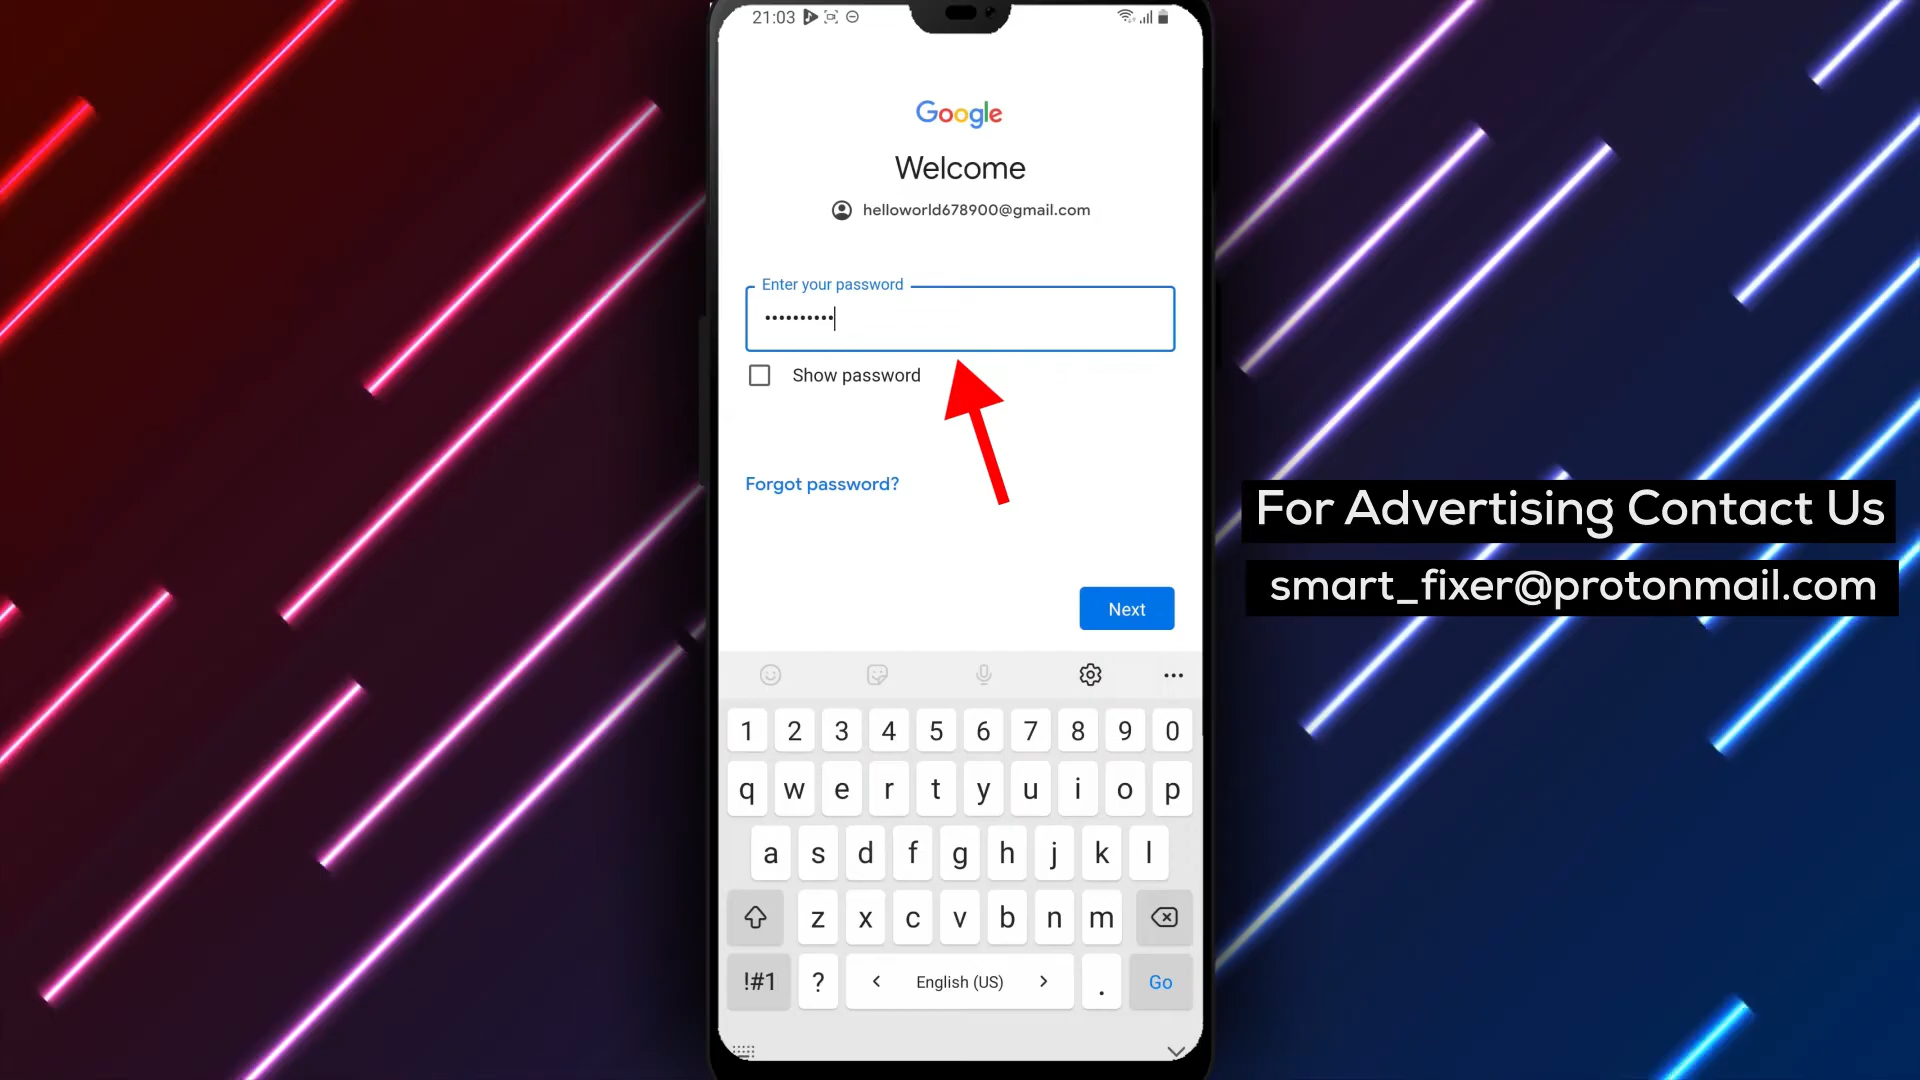 21:03
Google
Welcome
helloworld678900@gmail.com
Enter your password
••••••••••
Show password
Forgot password?
Next
For Advertising Contact Us
smart_fixer@protonmail.com
1 2 3 4 5 6 7 8 9 0
q w e r t y u i o p
a s d f g h j k l
z x c v b n m
!#1 ? < English (US) > . Go